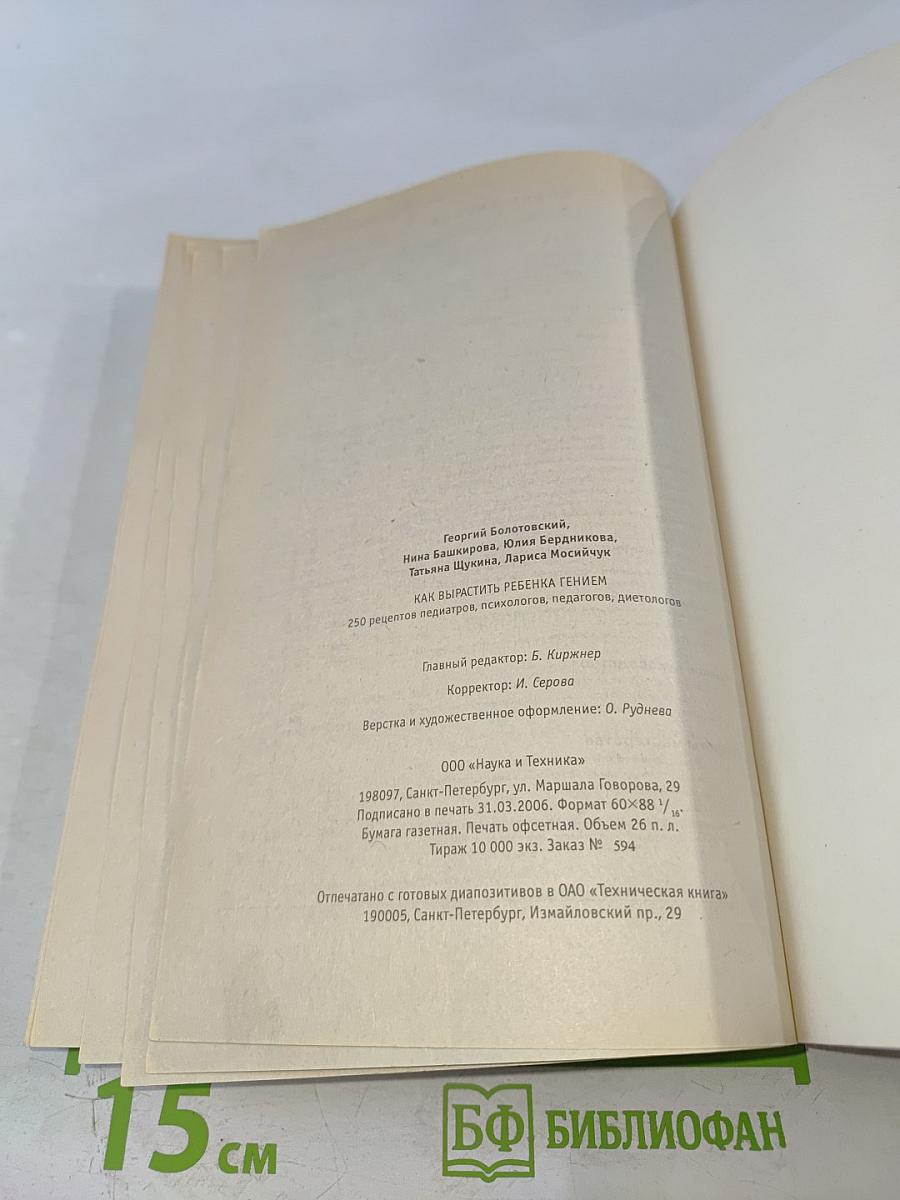 Георгий Болотовский,
Нина Башкирова, Юлия Бердникова,
Татьяна Щукина, Лариса Мосийчук
КАК ВЫРАСТИТЬ РЕБЕНКА ГЕНИЕМ
250 рецептов педиатров, психологов, педагогов, диетологов
Главный редактор: Б. Киржнер
Корректор: И. Серова
Верстка и художественное оформление: О. Руднева
ООО «Наука и Техника»
198097, Санкт-Петербург, ул. Маршала Говорова, 29
Подписано в печать 31.03.2006. Формат 60×88 1/16.
Бумага газетная. Печать офсетная. Объем 26 п. л.
Тираж 10 000 экз. Заказ № 594
Отпечатано с готовых диапозитивов в ОАО «Техническая книга»
190005, Санкт-Петербург, Измайловский пр., 29
15 см
БФ БИБЛИОФАН